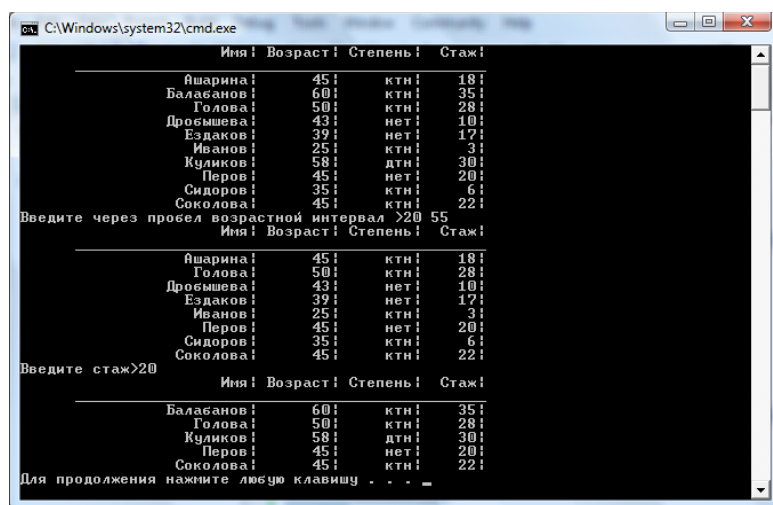 C:\Windows\system32\cmd.exe
Имя¦ Возраст¦ Степень¦ Стаж¦
Ашарина¦ 45¦ ктн¦ 18¦
Балабанов¦ 60¦ ктн¦ 35¦
Голова¦ 50¦ ктн¦ 28¦
Дробышева¦ 43¦ нет¦ 10¦
Ездаков¦ 39¦ нет¦ 17¦
Иванов¦ 25¦ ктн¦ 3¦
Куликов¦ 58¦ дтн¦ 30¦
Перов¦ 45¦ нет¦ 20¦
Сидоров¦ 35¦ ктн¦ 6¦
Соколова¦ 45¦ ктн¦ 22¦
Введите через пробел возрастной интервал >20 55
Имя¦ Возраст¦ Степень¦ Стаж¦
Ашарина¦ 45¦ ктн¦ 18¦
Голова¦ 50¦ ктн¦ 28¦
Дробышева¦ 43¦ нет¦ 10¦
Ездаков¦ 39¦ нет¦ 17¦
Иванов¦ 25¦ ктн¦ 3¦
Перов¦ 45¦ нет¦ 20¦
Сидоров¦ 35¦ ктн¦ 6¦
Соколова¦ 45¦ ктн¦ 22¦
Введите стаж>20
Имя¦ Возраст¦ Степень¦ Стаж¦
Балабанов¦ 60¦ ктн¦ 35¦
Голова¦ 50¦ ктн¦ 28¦
Куликов¦ 58¦ дтн¦ 30¦
Перов¦ 45¦ нет¦ 20¦
Соколова¦ 45¦ ктн¦ 22¦
Для продолжения нажмите любую клавишу . . . _